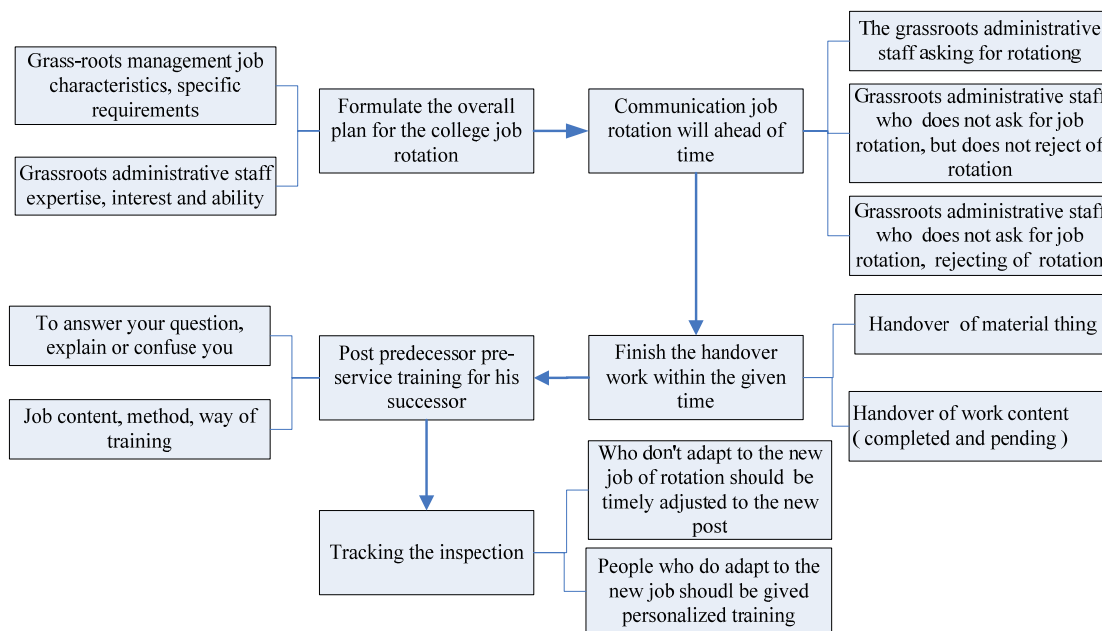 Grass-roots management job
characteristics, specific
requirements
Grassroots administrative staff
expertise, interest and ability
Formulate the overall
plan for the college job
rotation
Communication job
rotation will ahead of
time
The grassroots administrative
staff asking for rotationg
Grassroots administrative staff
who does not ask for job
rotation, but does not reject of
rotation
Grassroots administrative staff
who does not ask for job
rotation, rejecting of rotation
To answer your question,
explain or confuse you
Job content, method, way of
training
Post predecessor pre-
service training for his
successor
Finish the handover
work within the given
time
Handover of material thing
Handover of work content
( completed and pending )
Tracking the inspection
Who don't adapt to the new
job of rotation should be
timely adjusted to the new
post
People who do adapt to the
new job shoudl be gived
personalized training